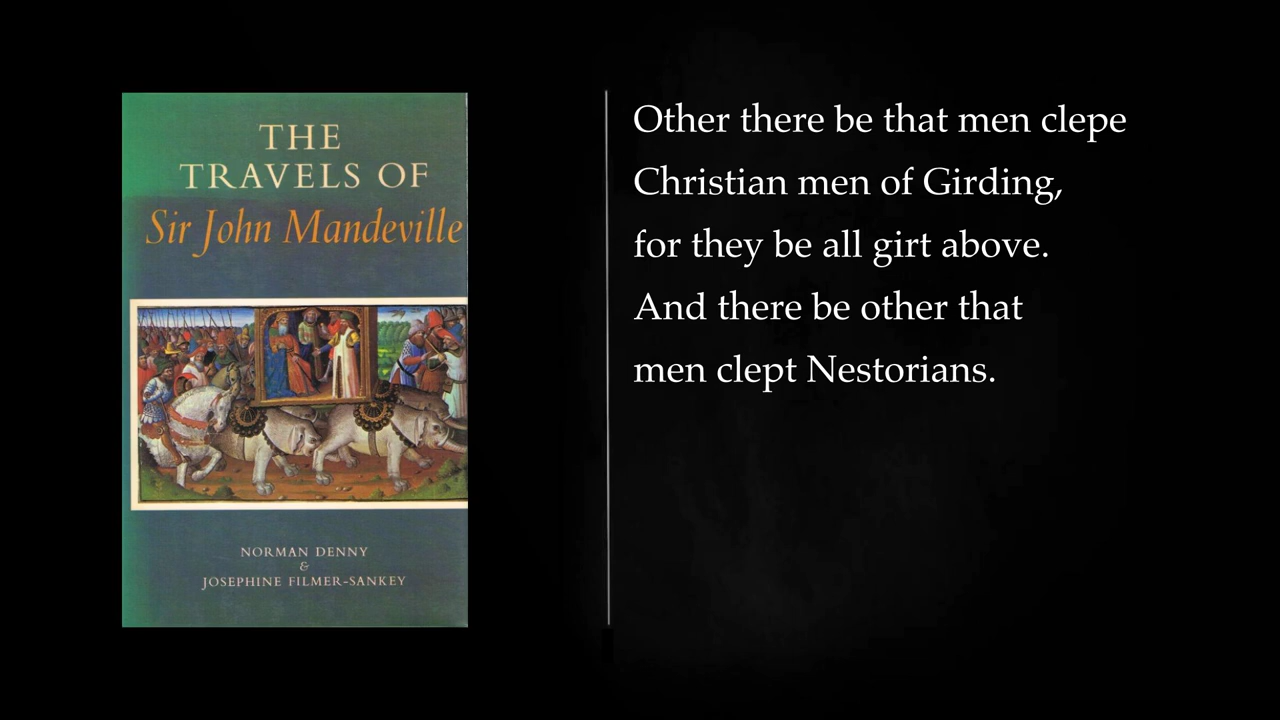 THE
TRAVELS OF
Sir John Mandeville
NORMAN DENNY
&
JOSEPHINE FILMER-SANKEY
Other there be that men clepe
Christian men of Girding,
for they be all girt above.
And there be other that
men clept Nestorians.